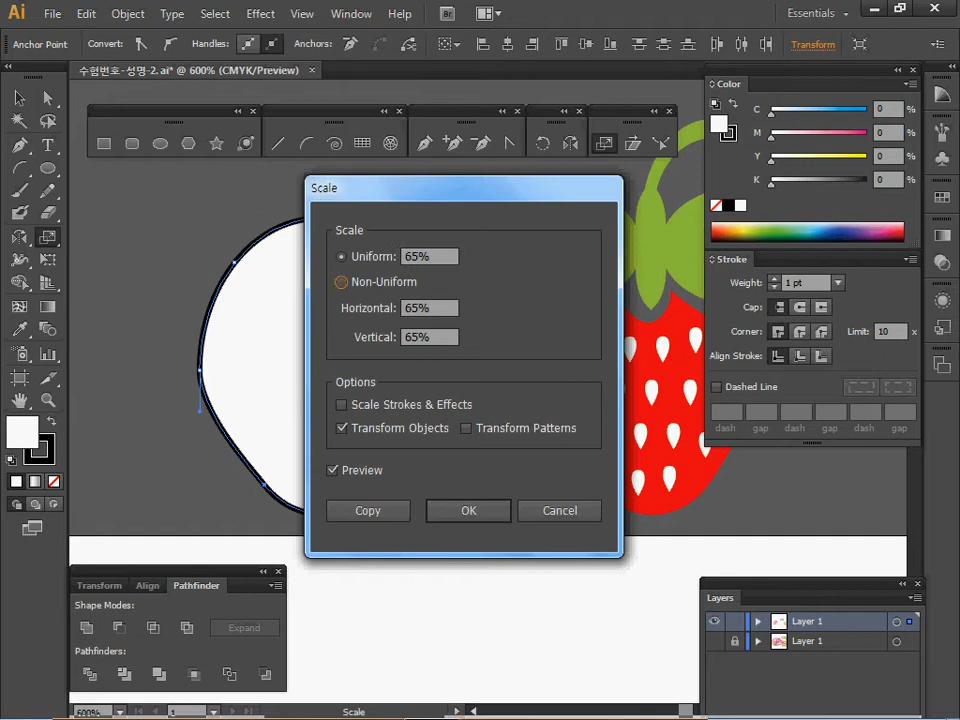 Ai File Edit Object Type Select Effect View Window Help Br Essentials
Anchor Point Convert: Handles: Anchors: Transform
수험번호-성명-2.ai* @ 600% (CMYK/Preview)
Color
C 0 %
M 0 %
Y 0 %
K 0 %
Stroke
Weight: 1 pt
Cap:
Corner: Limit: 10 x
Align Stroke:
Dashed Line
dash gap dash gap dash gap
Scale
Scale
Uniform: 65%
Non-Uniform
Horizontal: 65%
Vertical: 65%
Options
Scale Strokes & Effects
Transform Objects Transform Patterns
Preview
Copy OK Cancel
Transform Align Pathfinder
Shape Modes:
Expand
Pathfinders:
Layers
Layer 1
Layer 1
600% 1 Scale